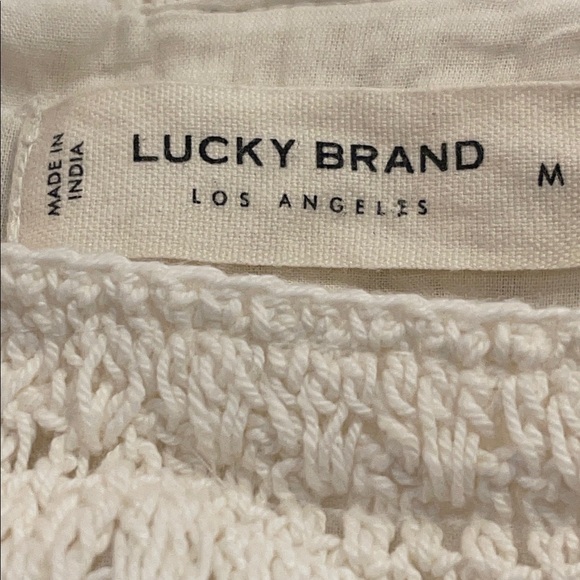 MADE IN
INDIA
LUCKY BRAND
LOS ANGELES
M